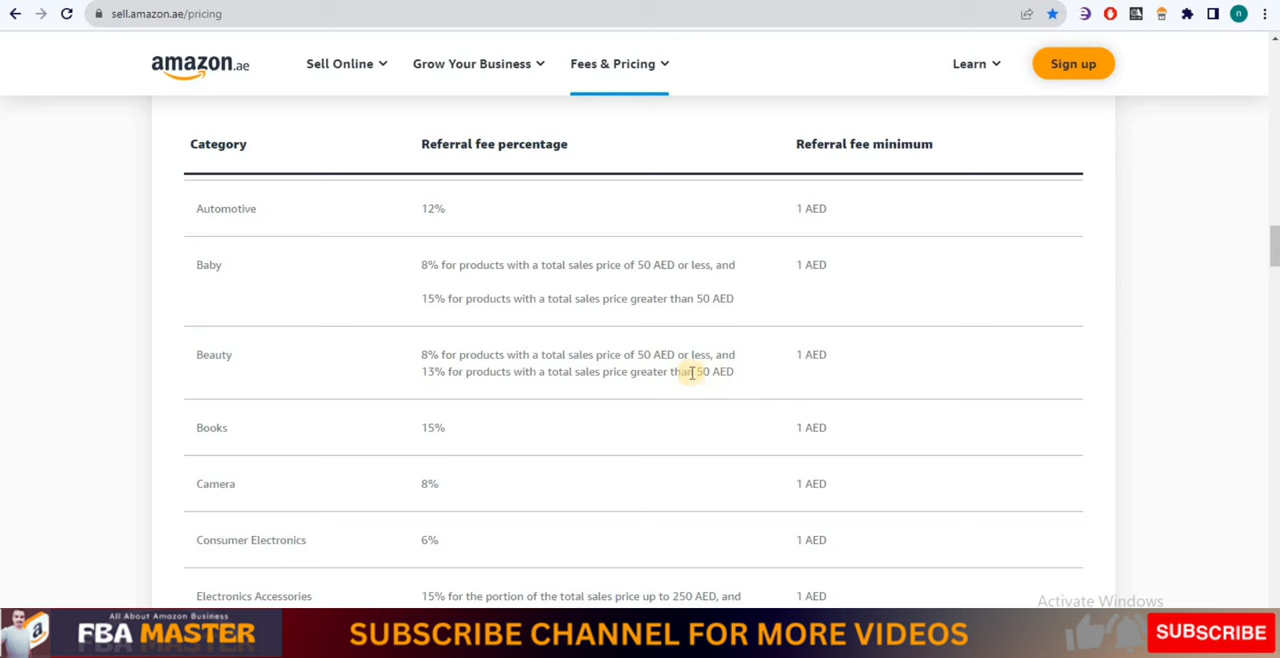 sell.amazon.ae/pricing
n
amazon.ae
Sell Online
Grow Your Business
Fees & Pricing
Learn
Sign up
Category Referral fee percentage Referral fee minimum
Automotive 12% 1 AED
Baby 8% for products with a total sales price of 50 AED or less, and 1 AED
15% for products with a total sales price greater than 50 AED
Beauty 8% for products with a total sales price of 50 AED or less, and 1 AED
13% for products with a total sales price greater than 50 AED
Books 15% 1 AED
Camera 8% 1 AED
Consumer Electronics 6% 1 AED
Electronics Accessories 15% for the portion of the total sales price up to 250 AED, and 1 AED
Activate Windows
All About Amazon Business
FBA MASTER
SUBSCRIBE CHANNEL FOR MORE VIDEOS
SUBSCRIBE